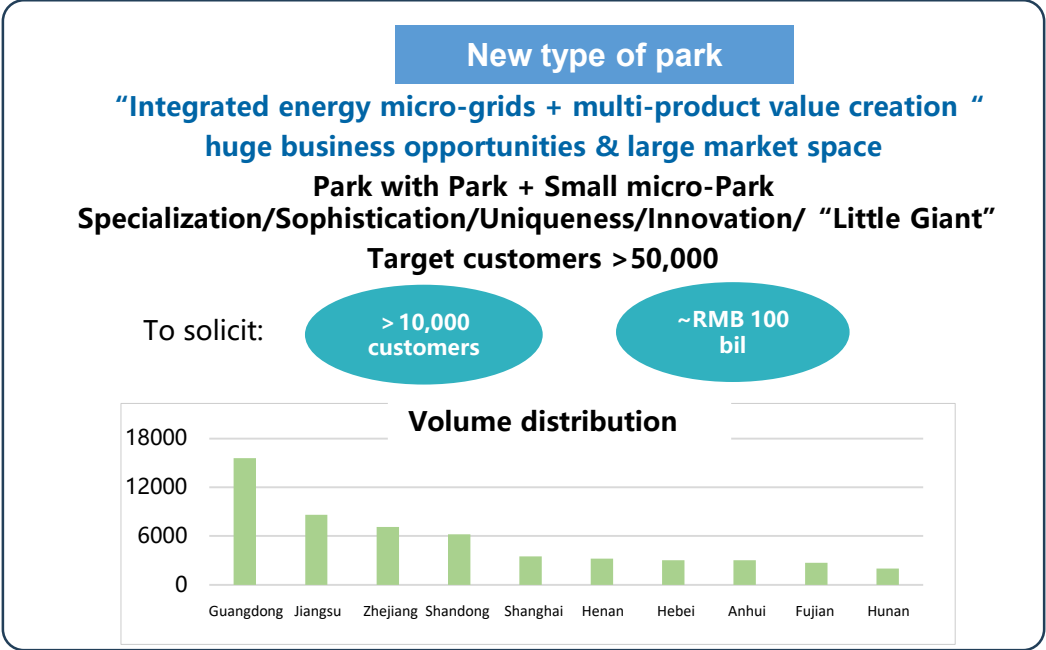 New type of park
“Integrated energy micro-grids + multi-product value creation “
huge business opportunities & large market space
Park with Park + Small micro-Park
Specialization/Sophistication/Uniqueness/Innovation/ “Little Giant”
Target customers >50,000
To solicit:
> 10,000
customers
~RMB 100
bil
Volume distribution
18000
12000
6000
0
Guangdong Jiangsu Zhejiang Shandong Shanghai Henan Hebei Anhui Fujian Hunan